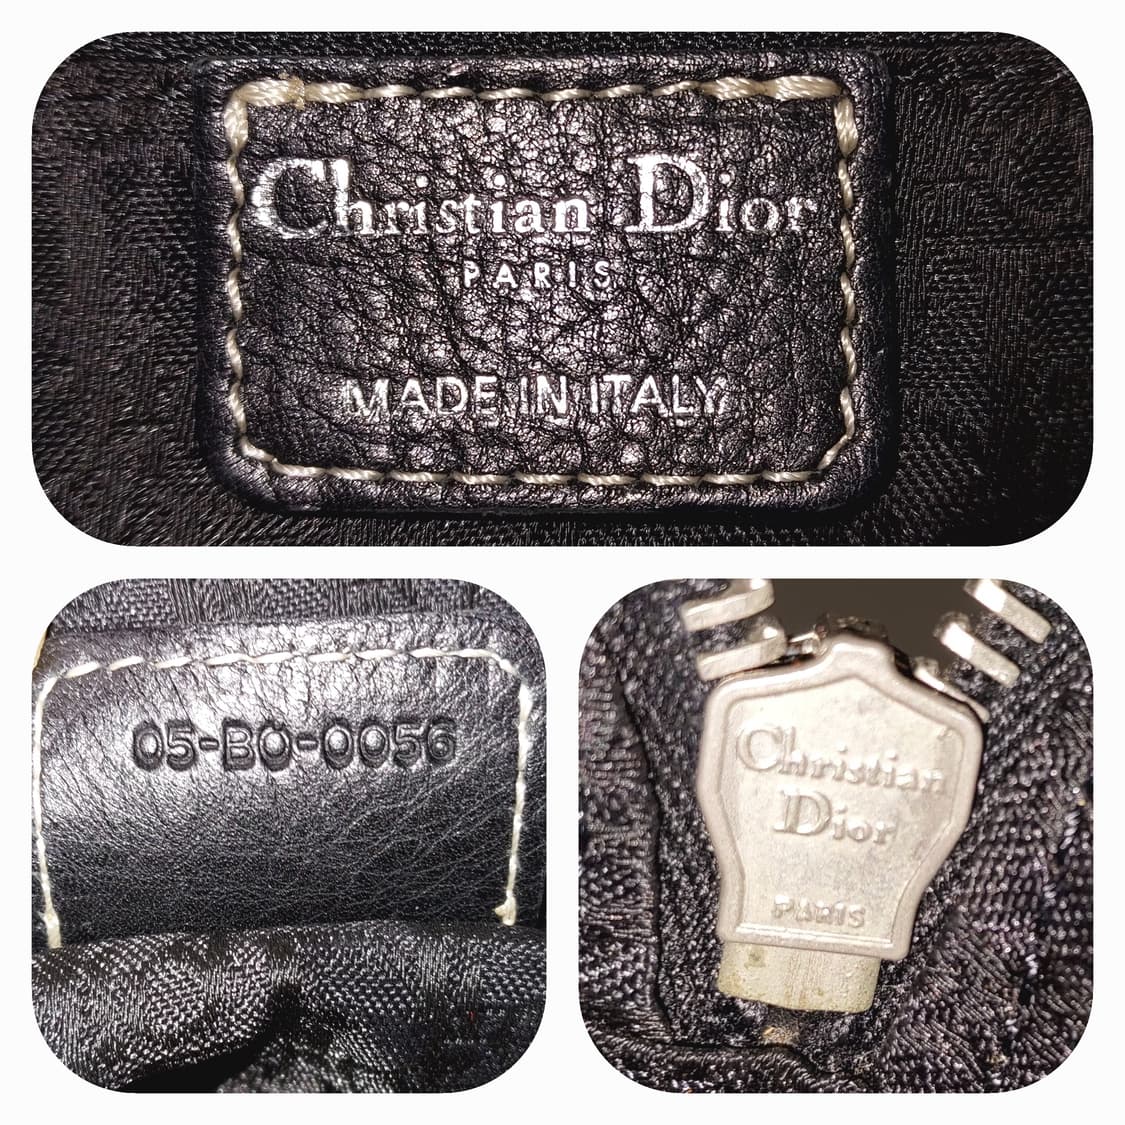 Christian Dior
PARIS
MADE IN ITALY
05-BO-0056
Christian
Dior
PARIS